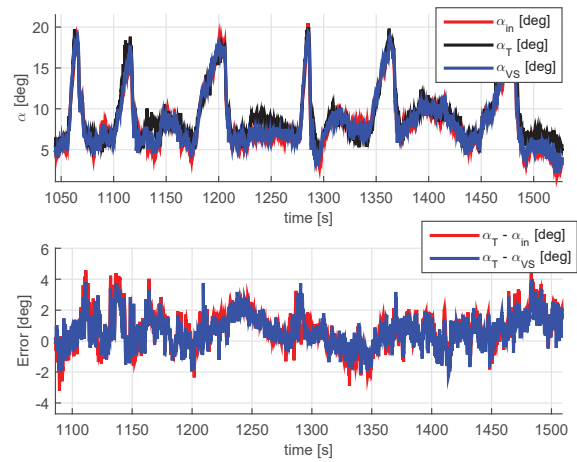 20
15
10
5
α [deg]
α_in [deg]
α_T [deg]
α_VS [deg]
1050 1100 1150 1200 1250 1300 1350 1400 1450 1500
time [s]
α_T - α_in [deg]
α_T - α_VS [deg]
6
4
2
0
-2
-4
Error [deg]
1100 1150 1200 1250 1300 1350 1400 1450 1500
time [s]